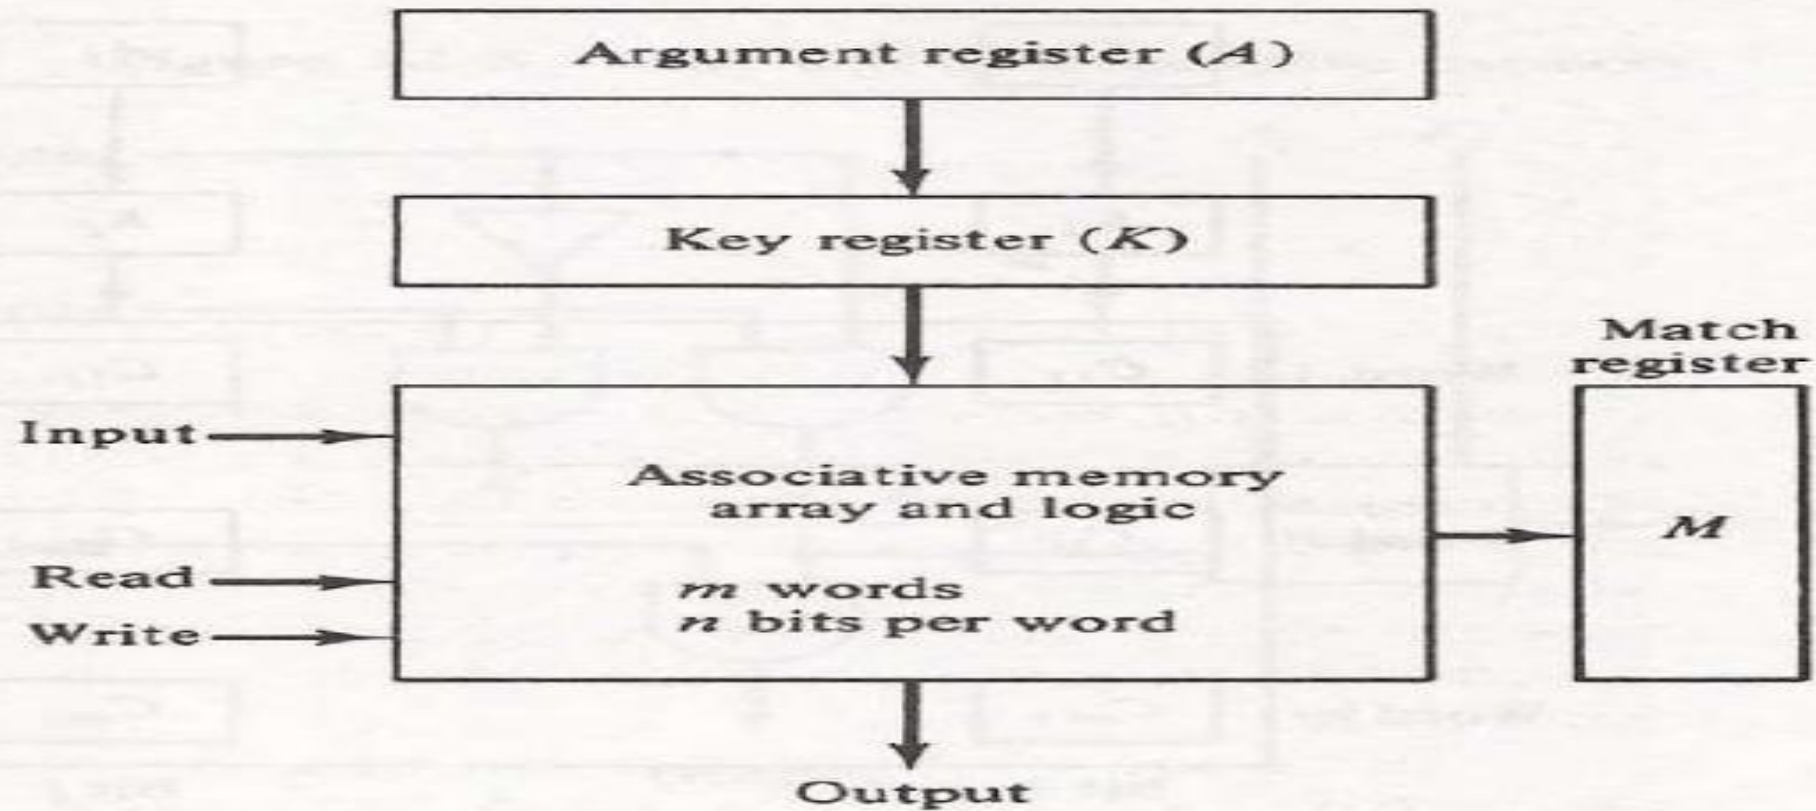 Argument register (A)
Key register (K)
Match
register
Input
Associative memory
array and logic
M
Read
m words
Write
n bits per word
Output